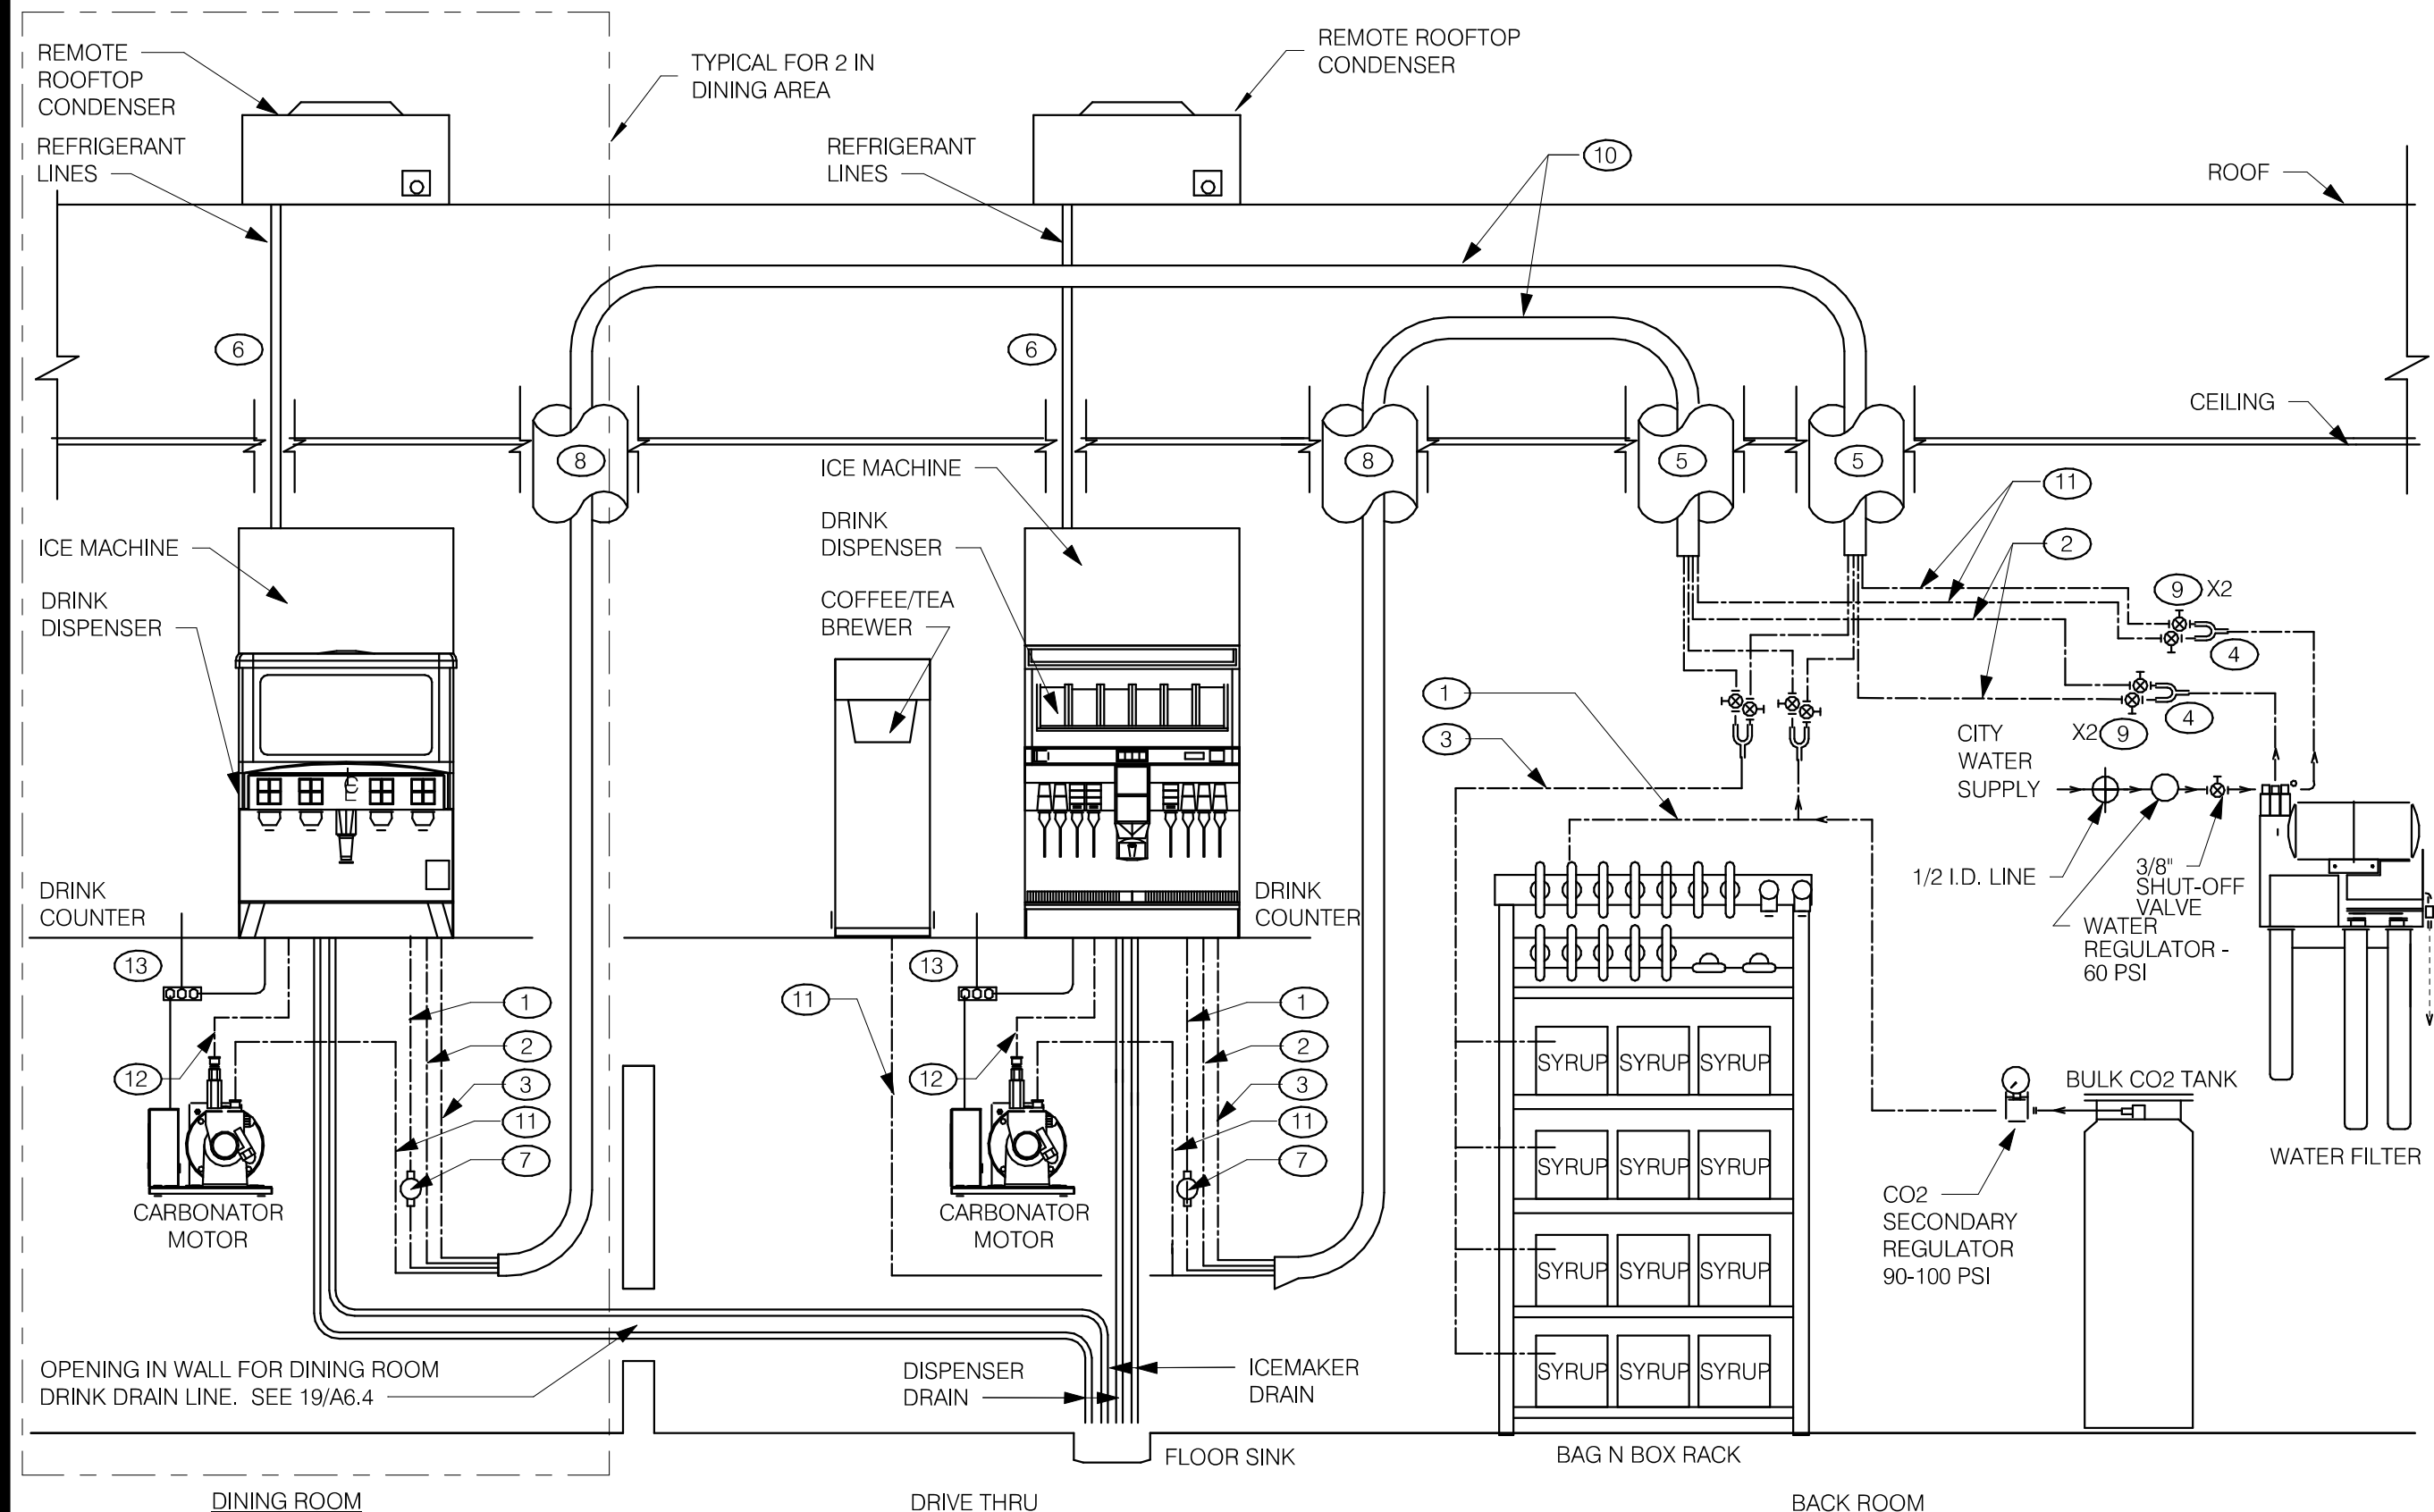 REMOTE
ROOFTOP
CONDENSER
REFRIGERANT
LINES
TYPICAL FOR 2 IN
DINING AREA
REMOTE ROOFTOP
CONDENSER
REFRIGERANT
LINES
10
ROOF
6
6
CEILING
8
8
5
5
11
2
ICE MACHINE
DRINK
DISPENSER
ICE MACHINE
DRINK
DISPENSER
COFFEE/TEA
BREWER
9 X2
4
4
X2 9
1
3
CITY
WATER
SUPPLY
1/2 I.D. LINE
3/8"
SHUT-OFF
VALVE
WATER
REGULATOR -
60 PSI
DRINK
COUNTER
DRINK
COUNTER
13
1
2
3
11
7
12
CARBONATOR
MOTOR
11
13
1
2
3
11
7
12
CARBONATOR
MOTOR
SYRUP SYRUP SYRUP
SYRUP SYRUP SYRUP
SYRUP SYRUP SYRUP
SYRUP SYRUP SYRUP
BULK CO2 TANK
WATER FILTER
CO2
SECONDARY
REGULATOR
90-100 PSI
OPENING IN WALL FOR DINING ROOM
DRINK DRAIN LINE. SEE 19/A6.4
DISPENSER
DRAIN
ICEMAKER
DRAIN
FLOOR SINK
BAG N BOX RACK
DINING ROOM
DRIVE THRU
BACK ROOM